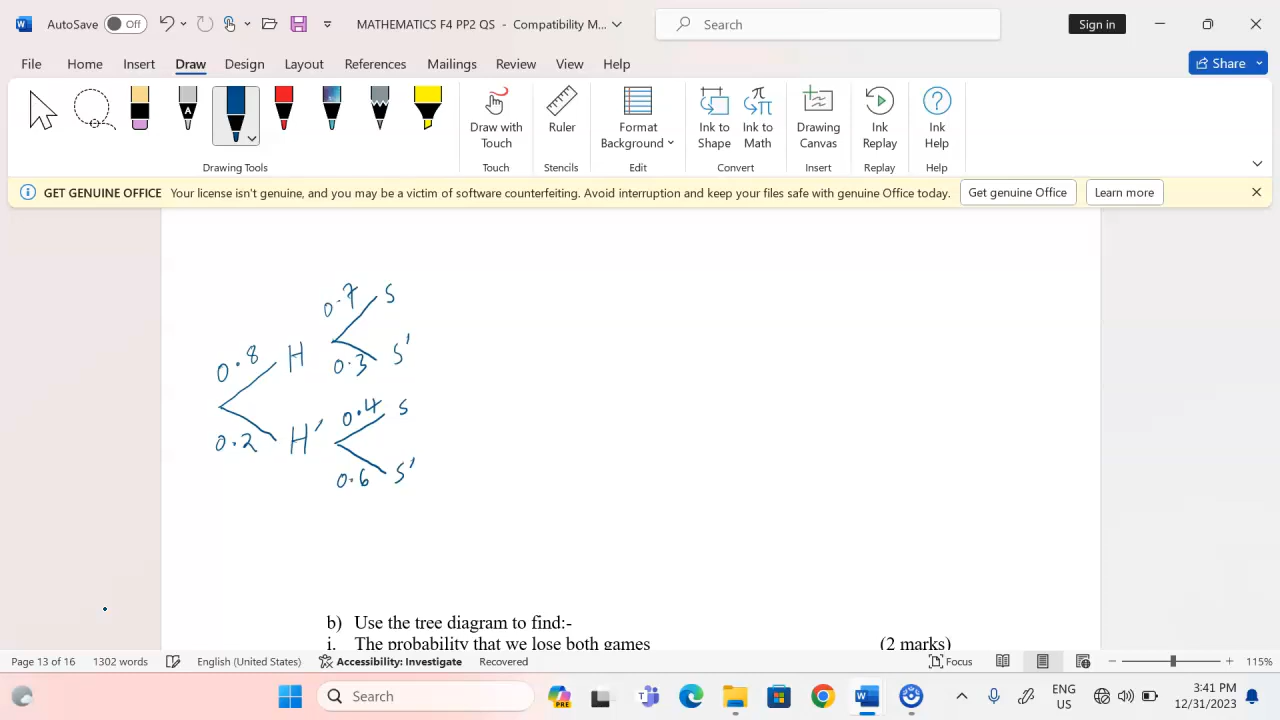 AutoSave Off MATHEMATICS F4 PP2 QS - Compatibility M... Search Sign in
File Home Insert Draw Design Layout References Mailings Review View Help Share
A Draw with Touch Ruler Format Background Ink to Shape Ink to Math Drawing Canvas Ink Replay Ink Help
Drawing Tools Touch Stencils Edit Convert Insert Replay Help
GET GENUINE OFFICE Your license isn't genuine, and you may be a victim of software counterfeiting. Avoid interruption and keep your files safe with genuine Office today. Get genuine Office Learn more
0.7 S
0.8 H
0.3 S'
0.4 S
0.2 H'
0.6 S'
b) Use the tree diagram to find:-
i. The probability that we lose both games (2 marks)
Page 13 of 16 1302 words English (United States) Accessibility: Investigate Recovered Focus 115%
Search PRE ENG US 3:41 PM 12/31/2023